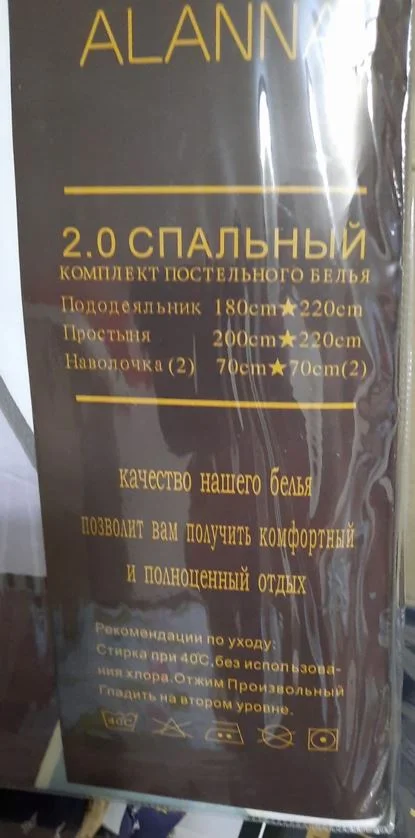 ALANN
2.0 СПАЛЬНЫЙ
КОМПЛЕКТ ПОСТЕЛЬНОГО БЕЛЬЯ
Пододеяльник 180cm★220cm
Простыня 200cm★220cm
Наволочка (2) 70cm★70cm(2)
качество нашего белья
позволит вам получить комфортный
и полноценный отдых
Рекомендации по уходу:
Стирка при 40С, без использова-
ния хлора. Отжим Произвольный
Гладить на втором уровне.
40C